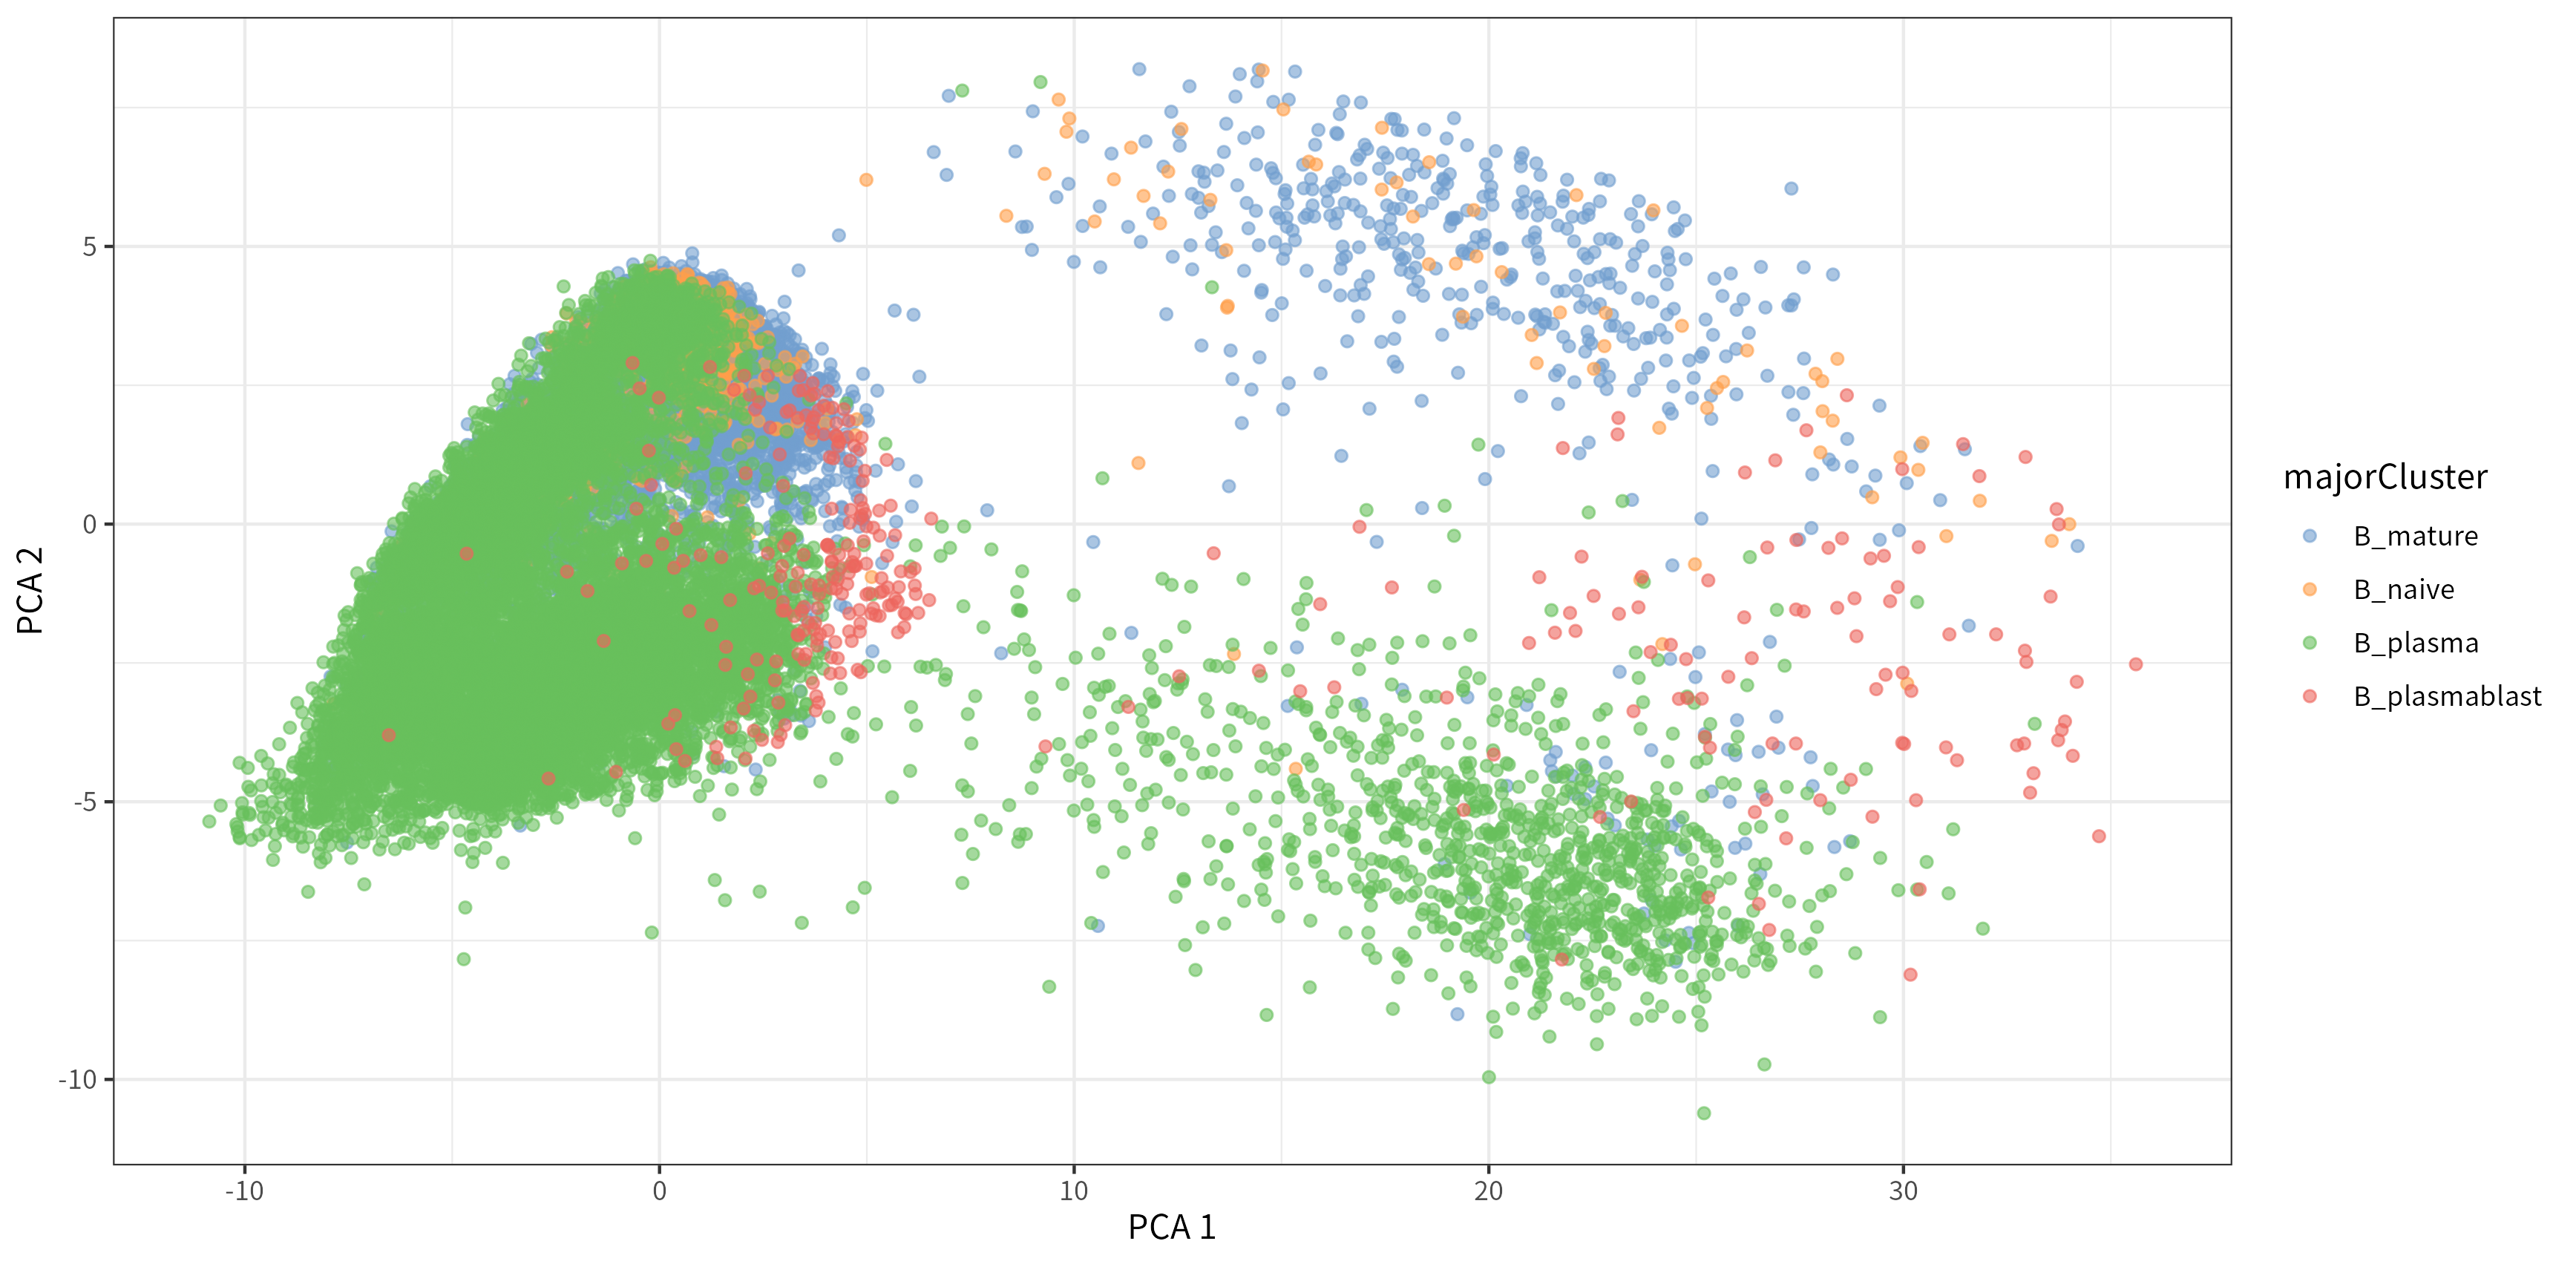 PCA 2
5
0
-5
-10
-10
0
10
20
30
PCA 1
majorCluster
B_mature
B_naive
B_plasma
B_plasmablast